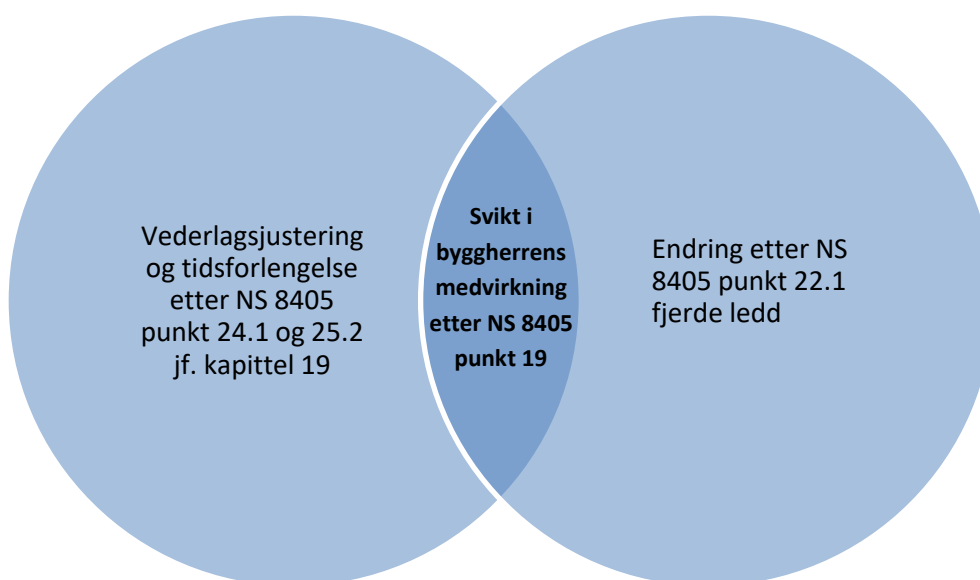 Vederlagsjustering
og tidsforlengelse
etter NS 8405
punkt 24.1 og 25.2
jf. kapittel 19
Svikt i
byggherrens
medvirkning
etter NS 8405
punkt 19
Endring etter NS
8405 punkt 22.1
fjerde ledd